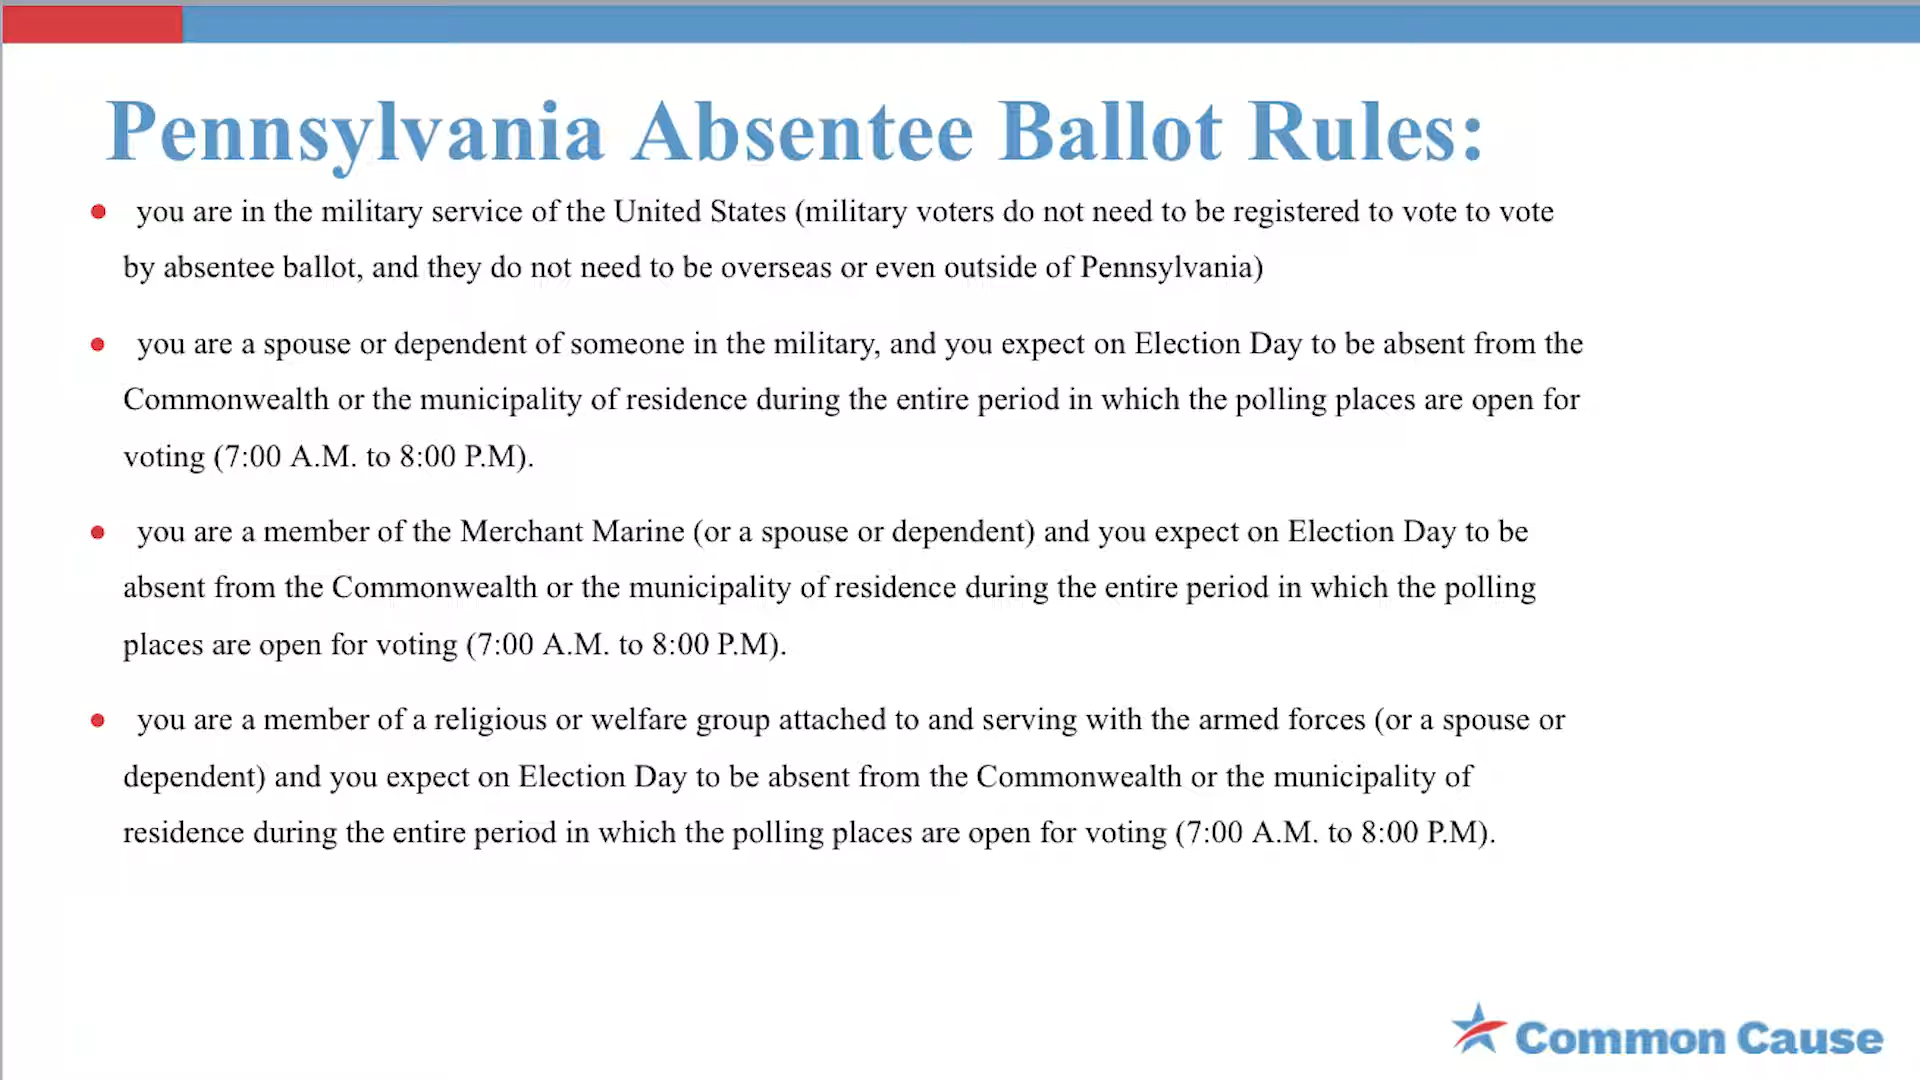 Pennsylvania Absentee Ballot Rules:
● you are in the military service of the United States (military voters do not need to be registered to vote to vote
by absentee ballot, and they do not need to be overseas or even outside of Pennsylvania)
● you are a spouse or dependent of someone in the military, and you expect on Election Day to be absent from the
Commonwealth or the municipality of residence during the entire period in which the polling places are open for
voting (7:00 A.M. to 8:00 P.M).
● you are a member of the Merchant Marine (or a spouse or dependent) and you expect on Election Day to be
absent from the Commonwealth or the municipality of residence during the entire period in which the polling
places are open for voting (7:00 A.M. to 8:00 P.M).
● you are a member of a religious or welfare group attached to and serving with the armed forces (or a spouse or
dependent) and you expect on Election Day to be absent from the Commonwealth or the municipality of
residence during the entire period in which the polling places are open for voting (7:00 A.M. to 8:00 P.M).
Common Cause